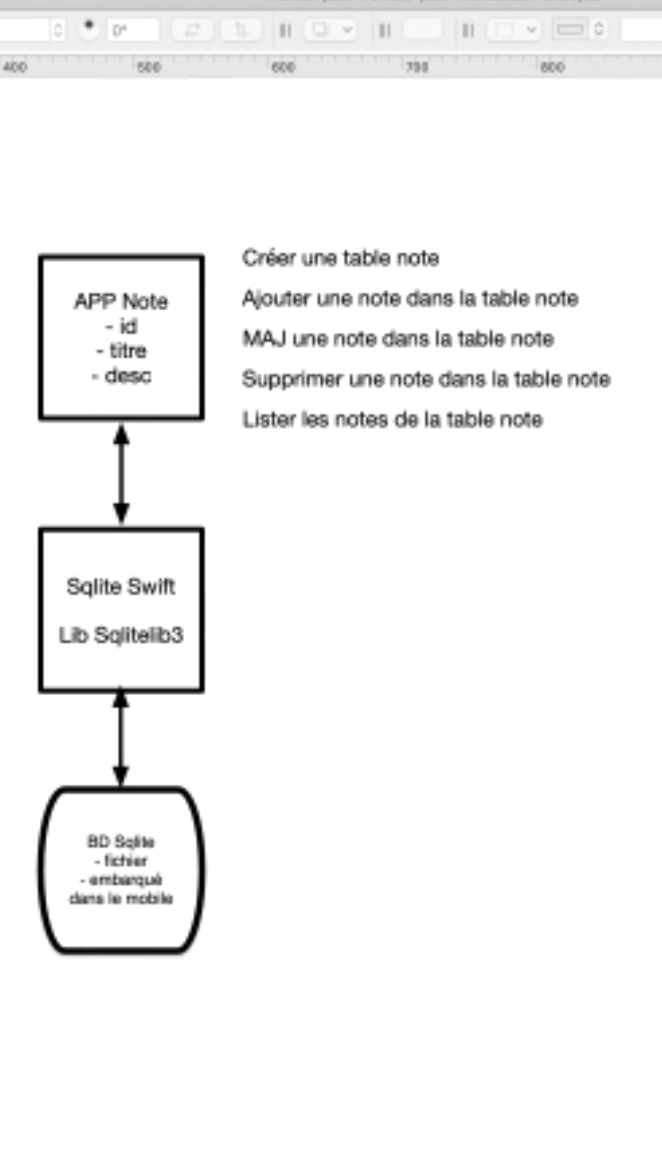 0°
400
500
600
700
800
APP Note
- id
- titre
- desc
Créer une table note
Ajouter une note dans la table note
MAJ une note dans la table note
Supprimer une note dans la table note
Lister les notes de la table note
Sqlite Swift
Lib Sqlitelib3
BD Sqlite
- fichier
- embarqué
dans le mobile